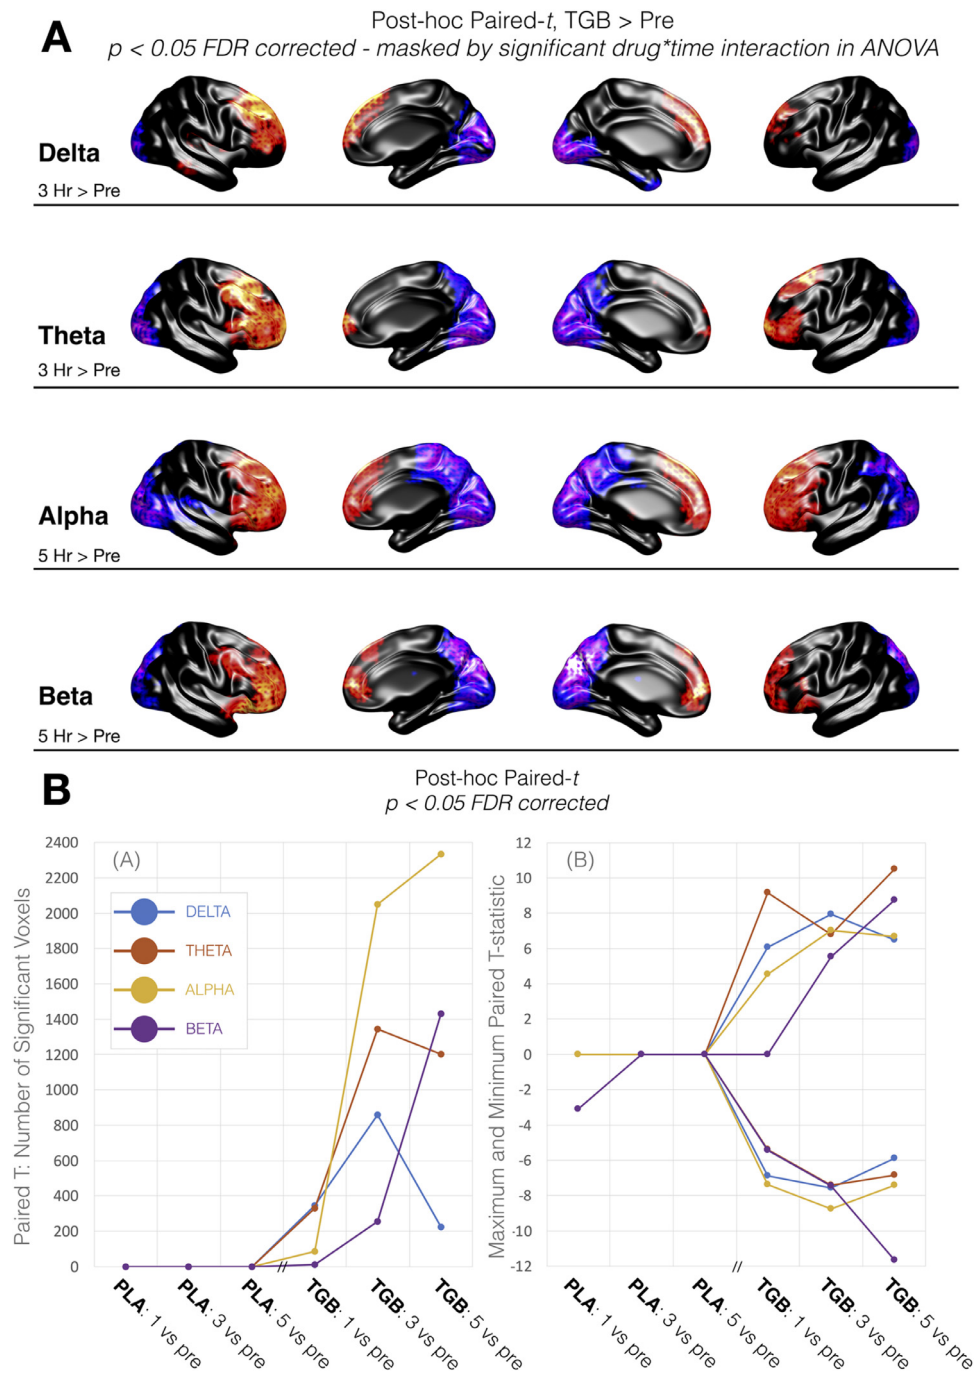 A
Post-hoc Paired-t, TGB > Pre
p < 0.05 FDR corrected - masked by significant drug*time interaction in ANOVA
Delta
3 Hr > Pre
Theta
3 Hr > Pre
Alpha
5 Hr > Pre
Beta
5 Hr > Pre
B
Post-hoc Paired-t
p < 0.05 FDR corrected
(A)
Paired T: Number of Significant Voxels
2400
2200
2000
1800
1600
1400
1200
1000
800
600
400
200
0
DELTA
THETA
ALPHA
BETA
PLA: 1 vs pre
PLA: 3 vs pre
PLA: 5 vs pre
//
TGB: 1 vs pre
TGB: 3 vs pre
TGB: 5 vs pre
(B)
Maximum and Minimum Paired T-statistic
12
10
8
6
4
2
0
-2
-4
-6
-8
-10
-12
PLA: 1 vs pre
PLA: 3 vs pre
PLA: 5 vs pre
//
TGB: 1 vs pre
TGB: 3 vs pre
TGB: 5 vs pre